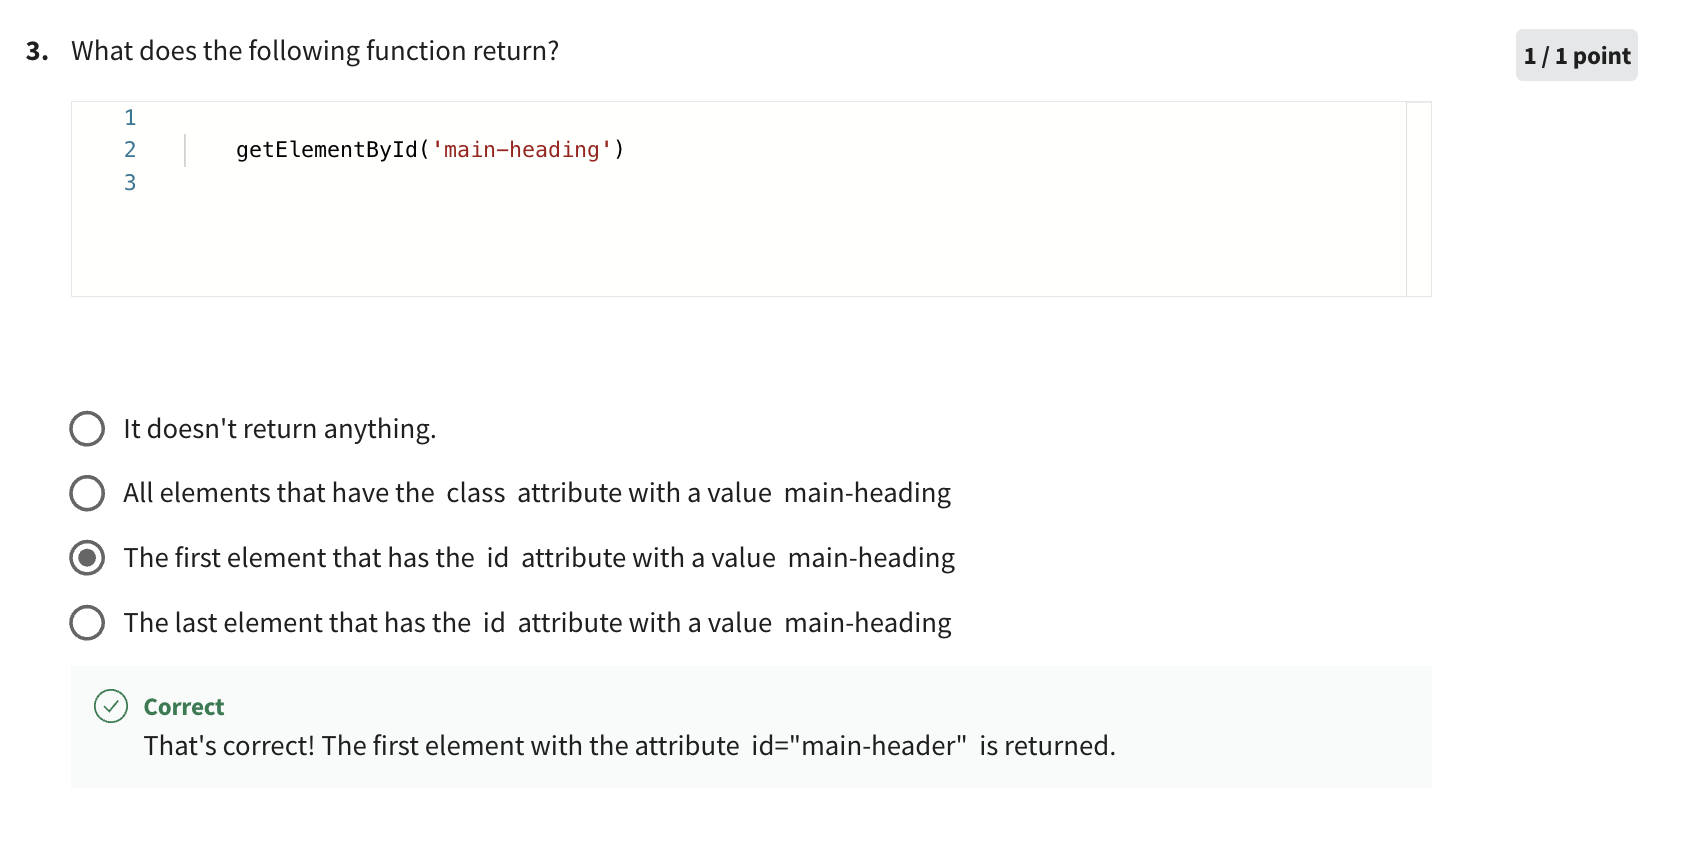 3. What does the following function return?
1 / 1 point
1
2 getElementById('main-heading')
3
It doesn't return anything.
All elements that have the class attribute with a value main-heading
The first element that has the id attribute with a value main-heading
The last element that has the id attribute with a value main-heading
Correct
That's correct! The first element with the attribute id="main-header" is returned.